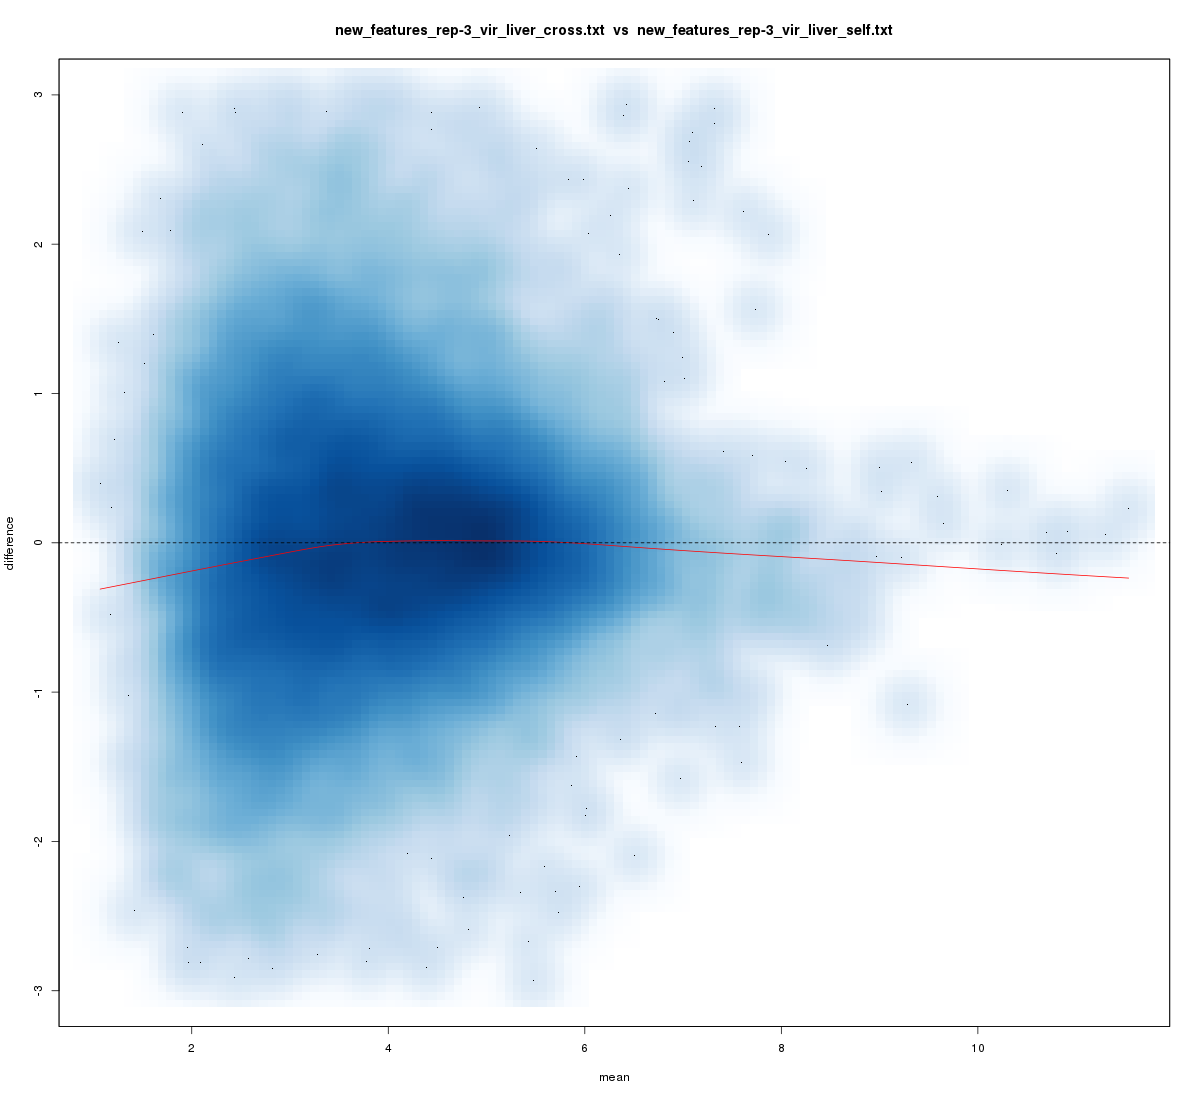 new_features_rep-3_vir_liver_cross.txt vs new_features_rep-3_vir_liver_self.txt
3
2
1
0
-1
-2
-3
difference
2 4 6 8 10
mean